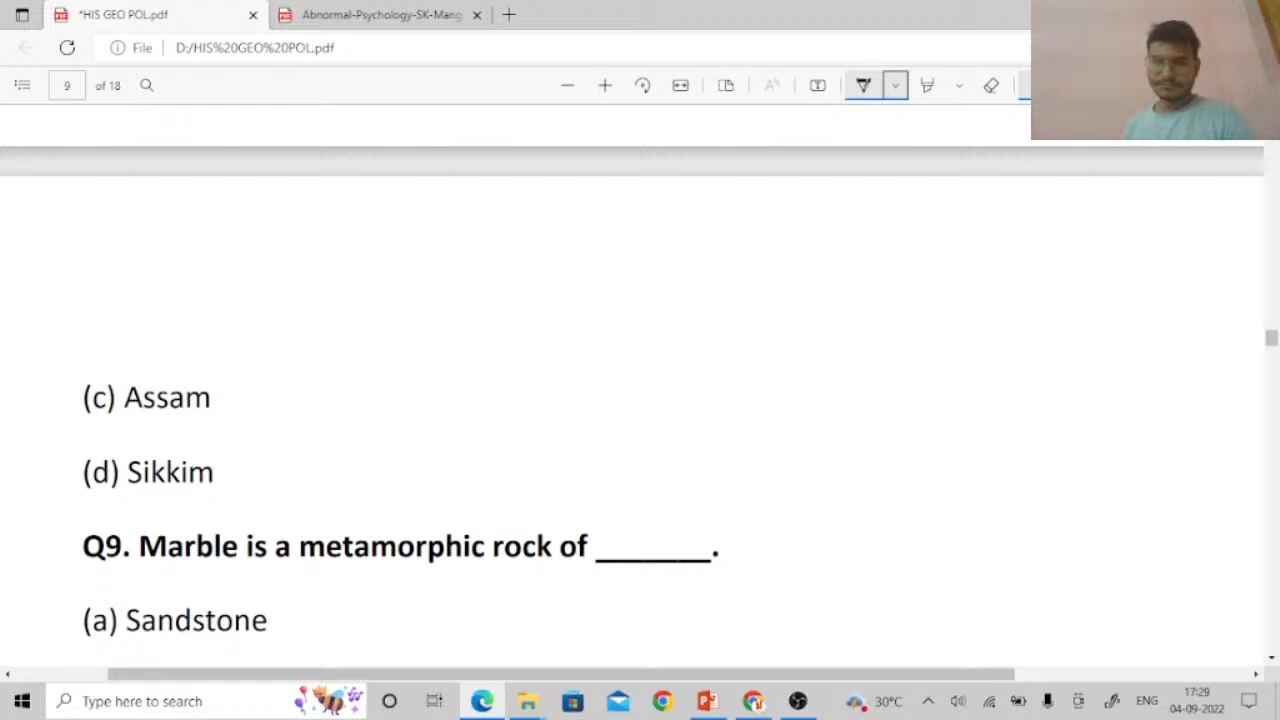 *HIS GEO POL.pdf
Abnormal-Psychology-SK-Mang
File
D:/HIS%20GEO%20POL.pdf
9 of 18
(c) Assam
(d) Sikkim
Q9. Marble is a metamorphic rock of _______.
(a) Sandstone
Type here to search
30°C
ENG
17:29
04-09-2022